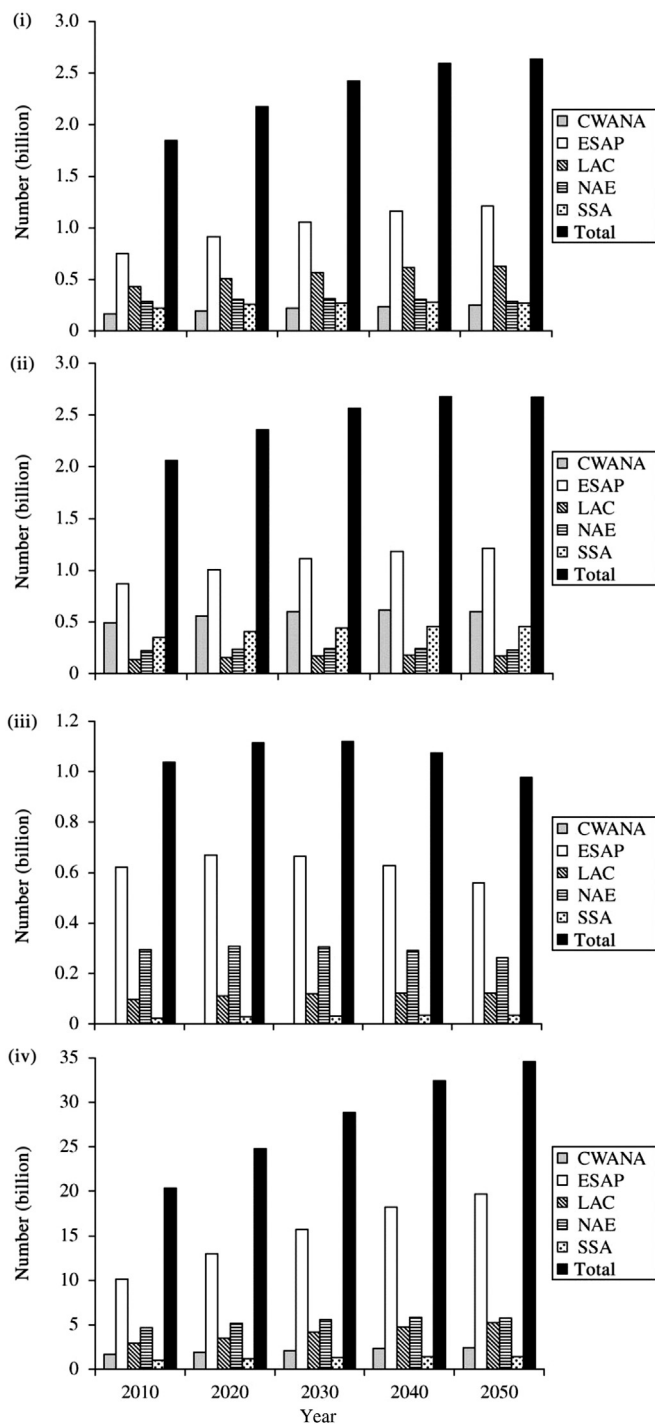 (i)
3.0
2.5
2.0
1.5
1.0
0.5
0
Number (billion)
CWANA
ESAP
LAC
NAE
SSA
Total
(ii)
3.0
2.5
2.0
1.5
1.0
0.5
0
Number (billion)
CWANA
ESAP
LAC
NAE
SSA
Total
(iii)
1.2
1.0
0.8
0.6
0.4
0.2
0
Number (billion)
CWANA
ESAP
LAC
NAE
SSA
Total
(iv)
35
30
25
20
15
10
5
0
Number (billion)
CWANA
ESAP
LAC
NAE
SSA
Total
2010 2020 2030 2040 2050
Year